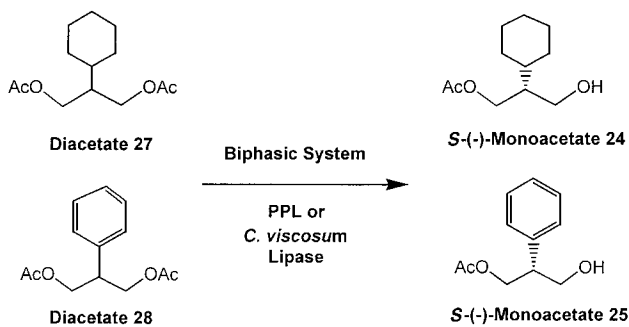 AcO
OAc
Diacetate 27
AcO
OH
S-(-)-Monoacetate 24
Biphasic System
PPL or
C. viscosum
Lipase
AcO
OAc
Diacetate 28
AcO
OH
S-(-)-Monoacetate 25